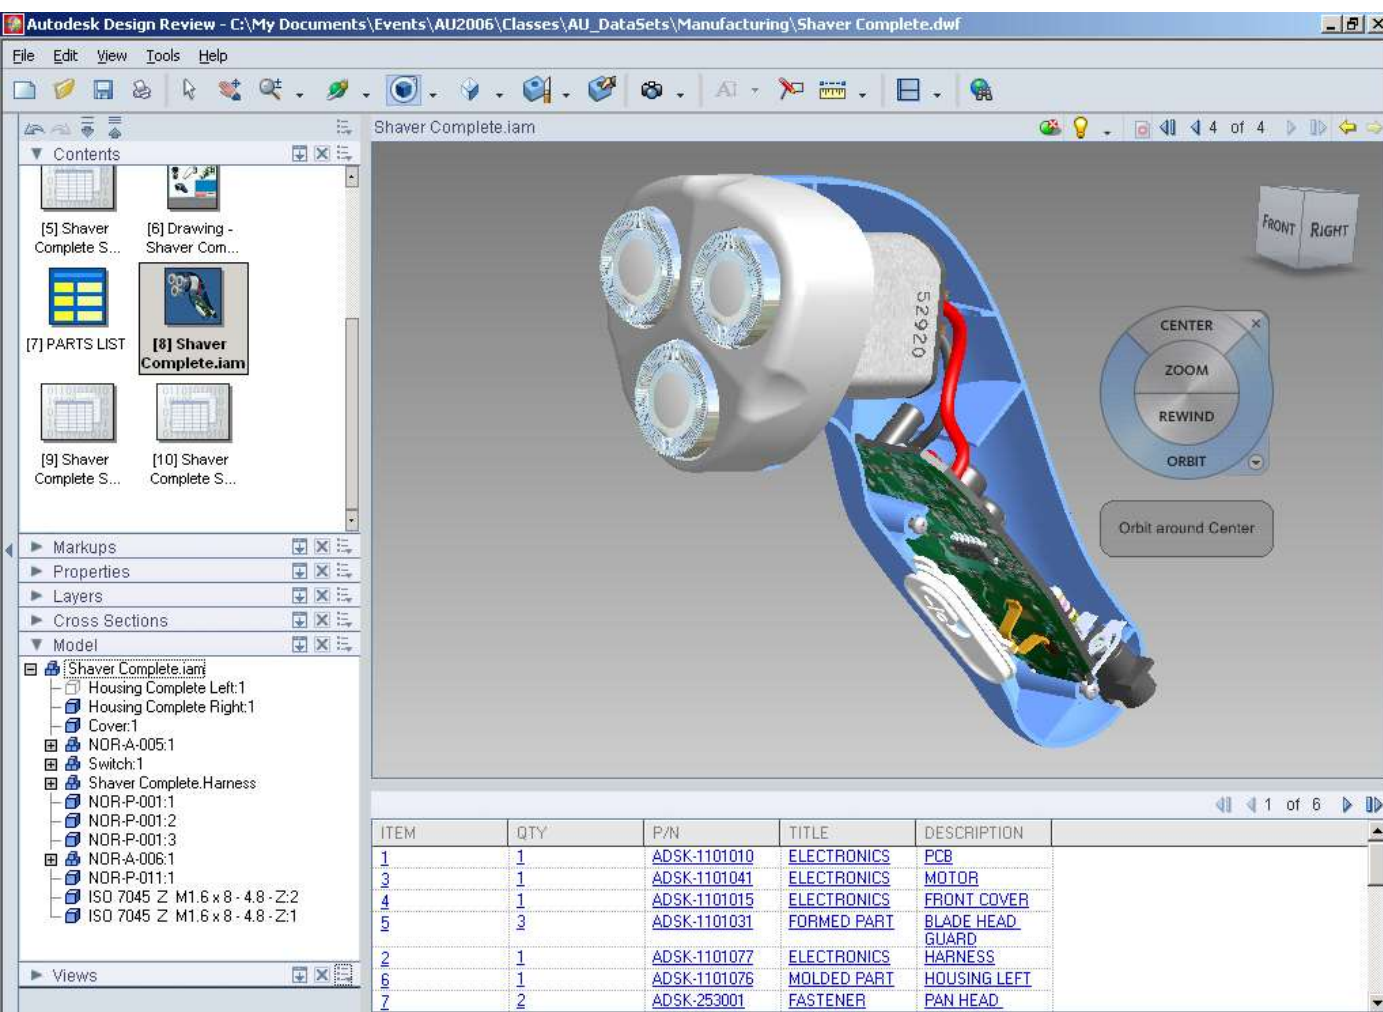 Autodesk Design Review - C:\My Documents\Events\AU2006\Classes\AU_DataSets\Manufacturing\Shaver Complete.dwf
File Edit View Tools Help
Shaver Complete.iam
4 of 4
Contents
[5] Shaver Complete S...
[6] Drawing - Shaver Com...
[7] PARTS LIST
[8] Shaver Complete.iam
[9] Shaver Complete S...
[10] Shaver Complete S...
Markups
Properties
Layers
Cross Sections
Model
Shaver Complete.iam
Housing Complete Left:1
Housing Complete Right:1
Cover:1
NOR-A-005:1
Switch:1
Shaver Complete.Harness
NOR-P-001:1
NOR-P-001:2
NOR-P-001:3
NOR-A-006:1
NOR-P-011:1
ISO 7045 Z M1.6 x 8 - 4.8 - Z:2
ISO 7045 Z M1.6 x 8 - 4.8 - Z:1
Views
52920
FRONT RIGHT
CENTER
ZOOM
REWIND
ORBIT
Orbit around Center
1 of 6
ITEM QTY P/N TITLE DESCRIPTION
1 1 ADSK-1101010 ELECTRONICS PCB
3 1 ADSK-1101041 ELECTRONICS MOTOR
4 1 ADSK-1101015 ELECTRONICS FRONT COVER
5 3 ADSK-1101031 FORMED PART BLADE HEAD GUARD
2 1 ADSK-1101077 ELECTRONICS HARNESS
6 1 ADSK-1101076 MOLDED PART HOUSING LEFT
7 2 ADSK-253001 FASTENER PAN HEAD